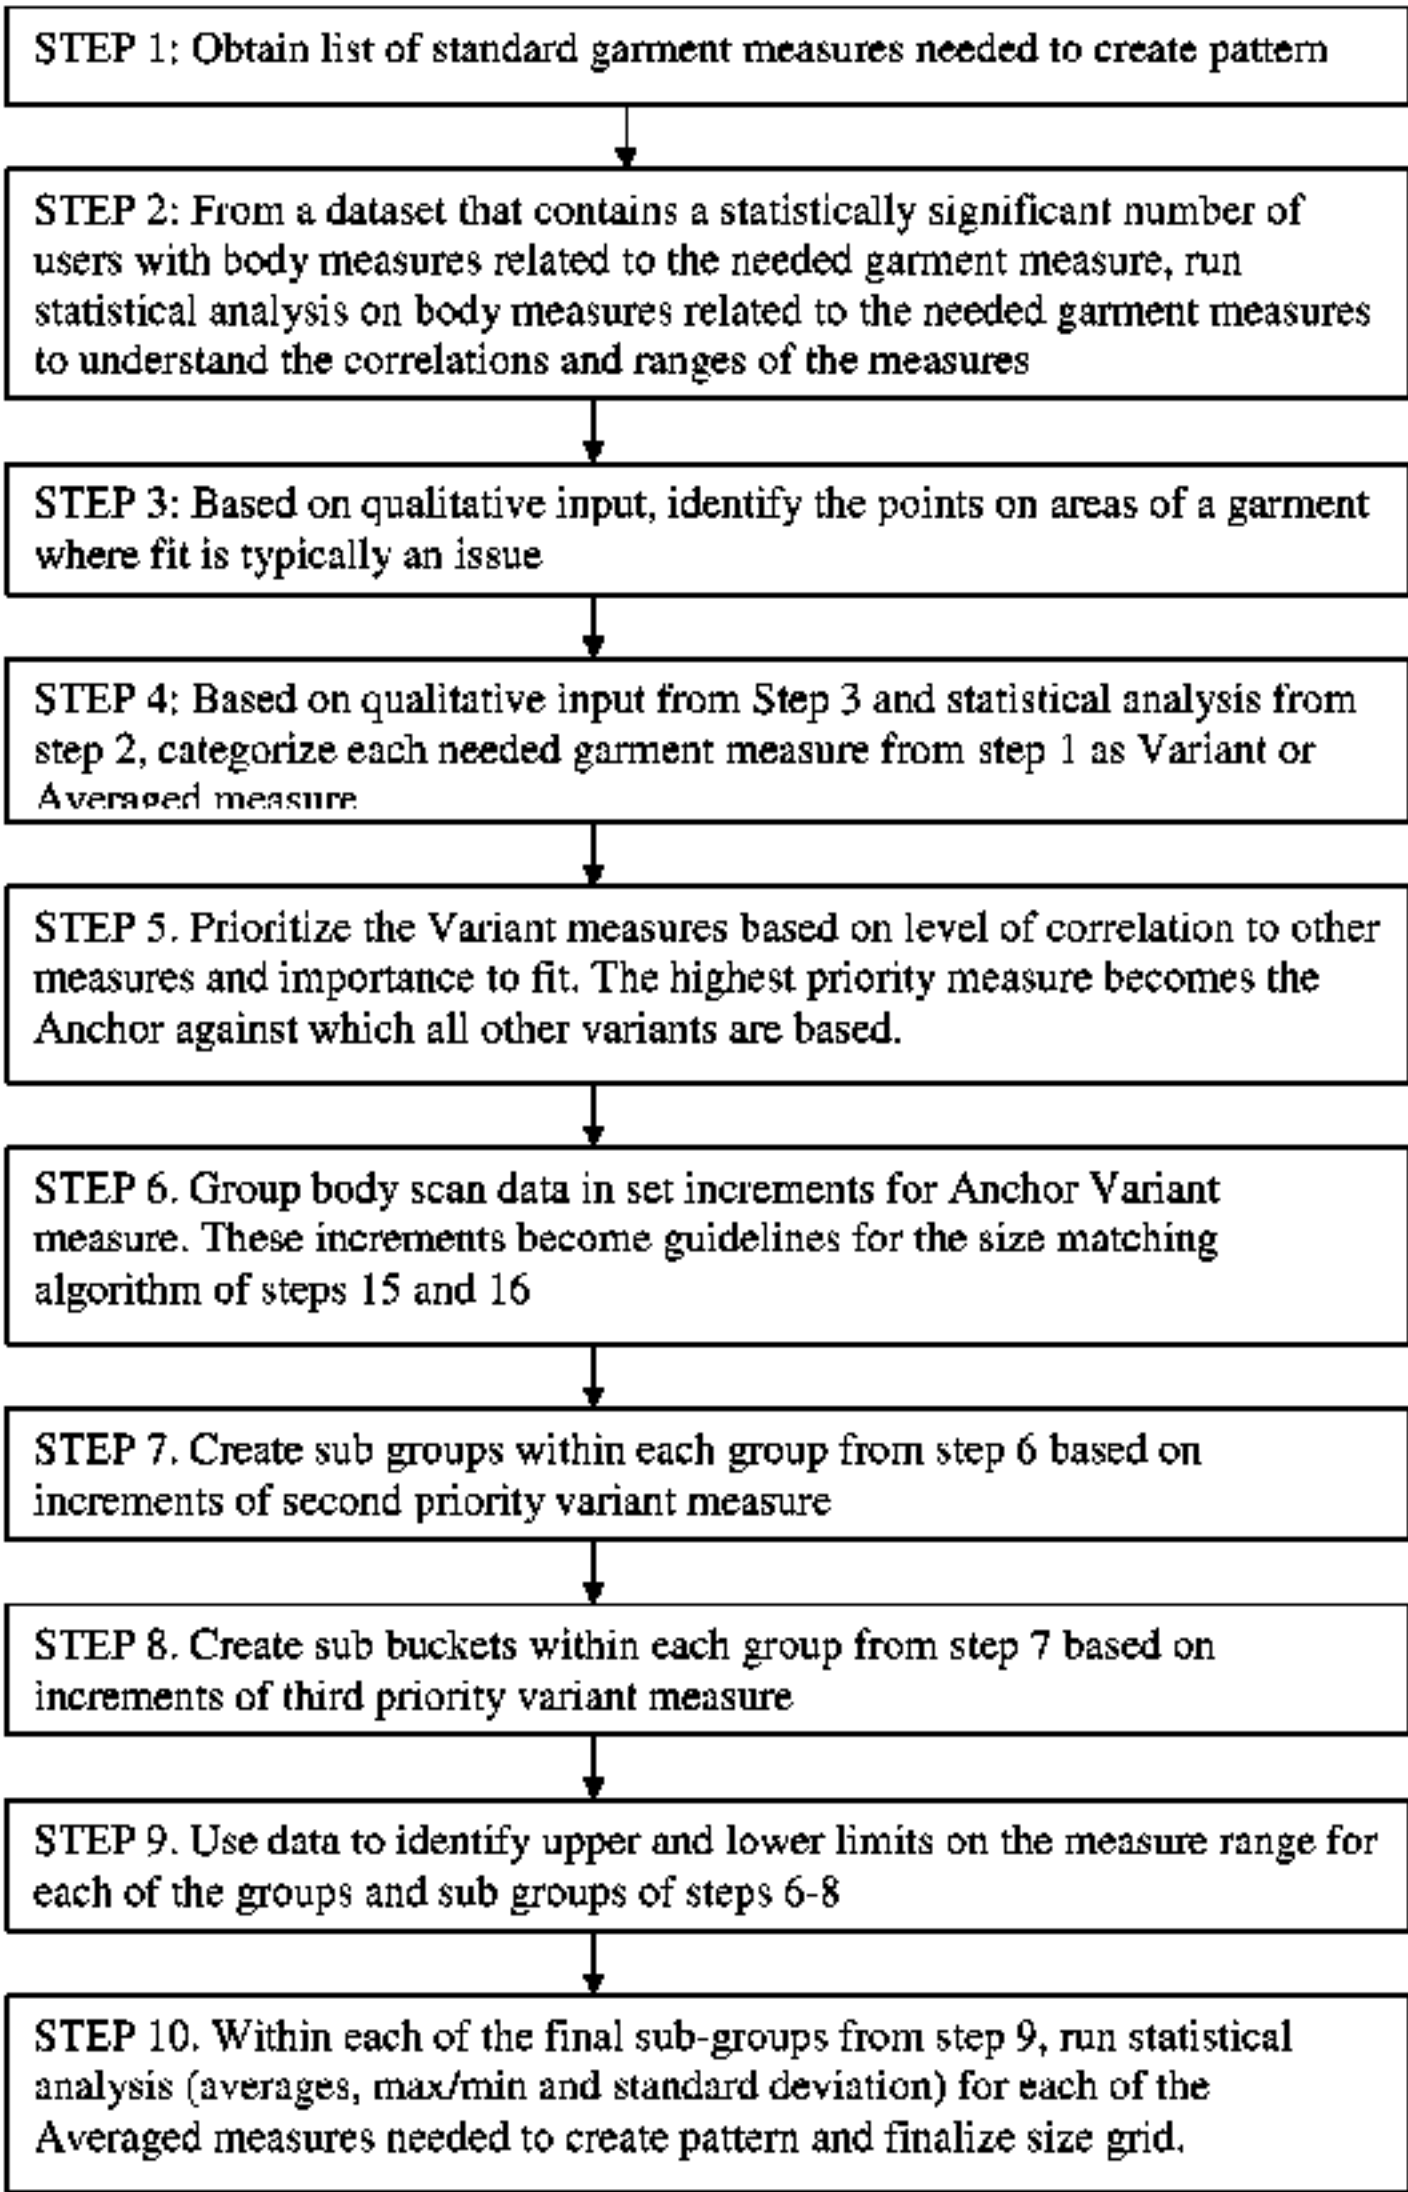 STEP 1: Obtain list of standard garment measures needed to create pattern
STEP 2: From a dataset that contains a statistically significant number of
users with body measures related to the needed garment measure, run
statistical analysis on body measures related to the needed garment measures
to understand the correlations and ranges of the measures
STEP 3: Based on qualitative input, identify the points on areas of a garment
where fit is typically an issue
STEP 4: Based on qualitative input from Step 3 and statistical analysis from
step 2, categorize each needed garment measure from step 1 as Variant or
Averaged measure
STEP 5. Prioritize the Variant measures based on level of correlation to other
measures and importance to fit. The highest priority measure becomes the
Anchor against which all other variants are based.
STEP 6. Group body scan data in set increments for Anchor Variant
measure. These increments become guidelines for the size matching
algorithm of steps 15 and 16
STEP 7. Create sub groups within each group from step 6 based on
increments of second priority variant measure
STEP 8. Create sub buckets within each group from step 7 based on
increments of third priority variant measure
STEP 9. Use data to identify upper and lower limits on the measure range for
each of the groups and sub groups of steps 6-8
STEP 10. Within each of the final sub-groups from step 9, run statistical
analysis (averages, max/min and standard deviation) for each of the
Averaged measures needed to create pattern and finalize size grid.